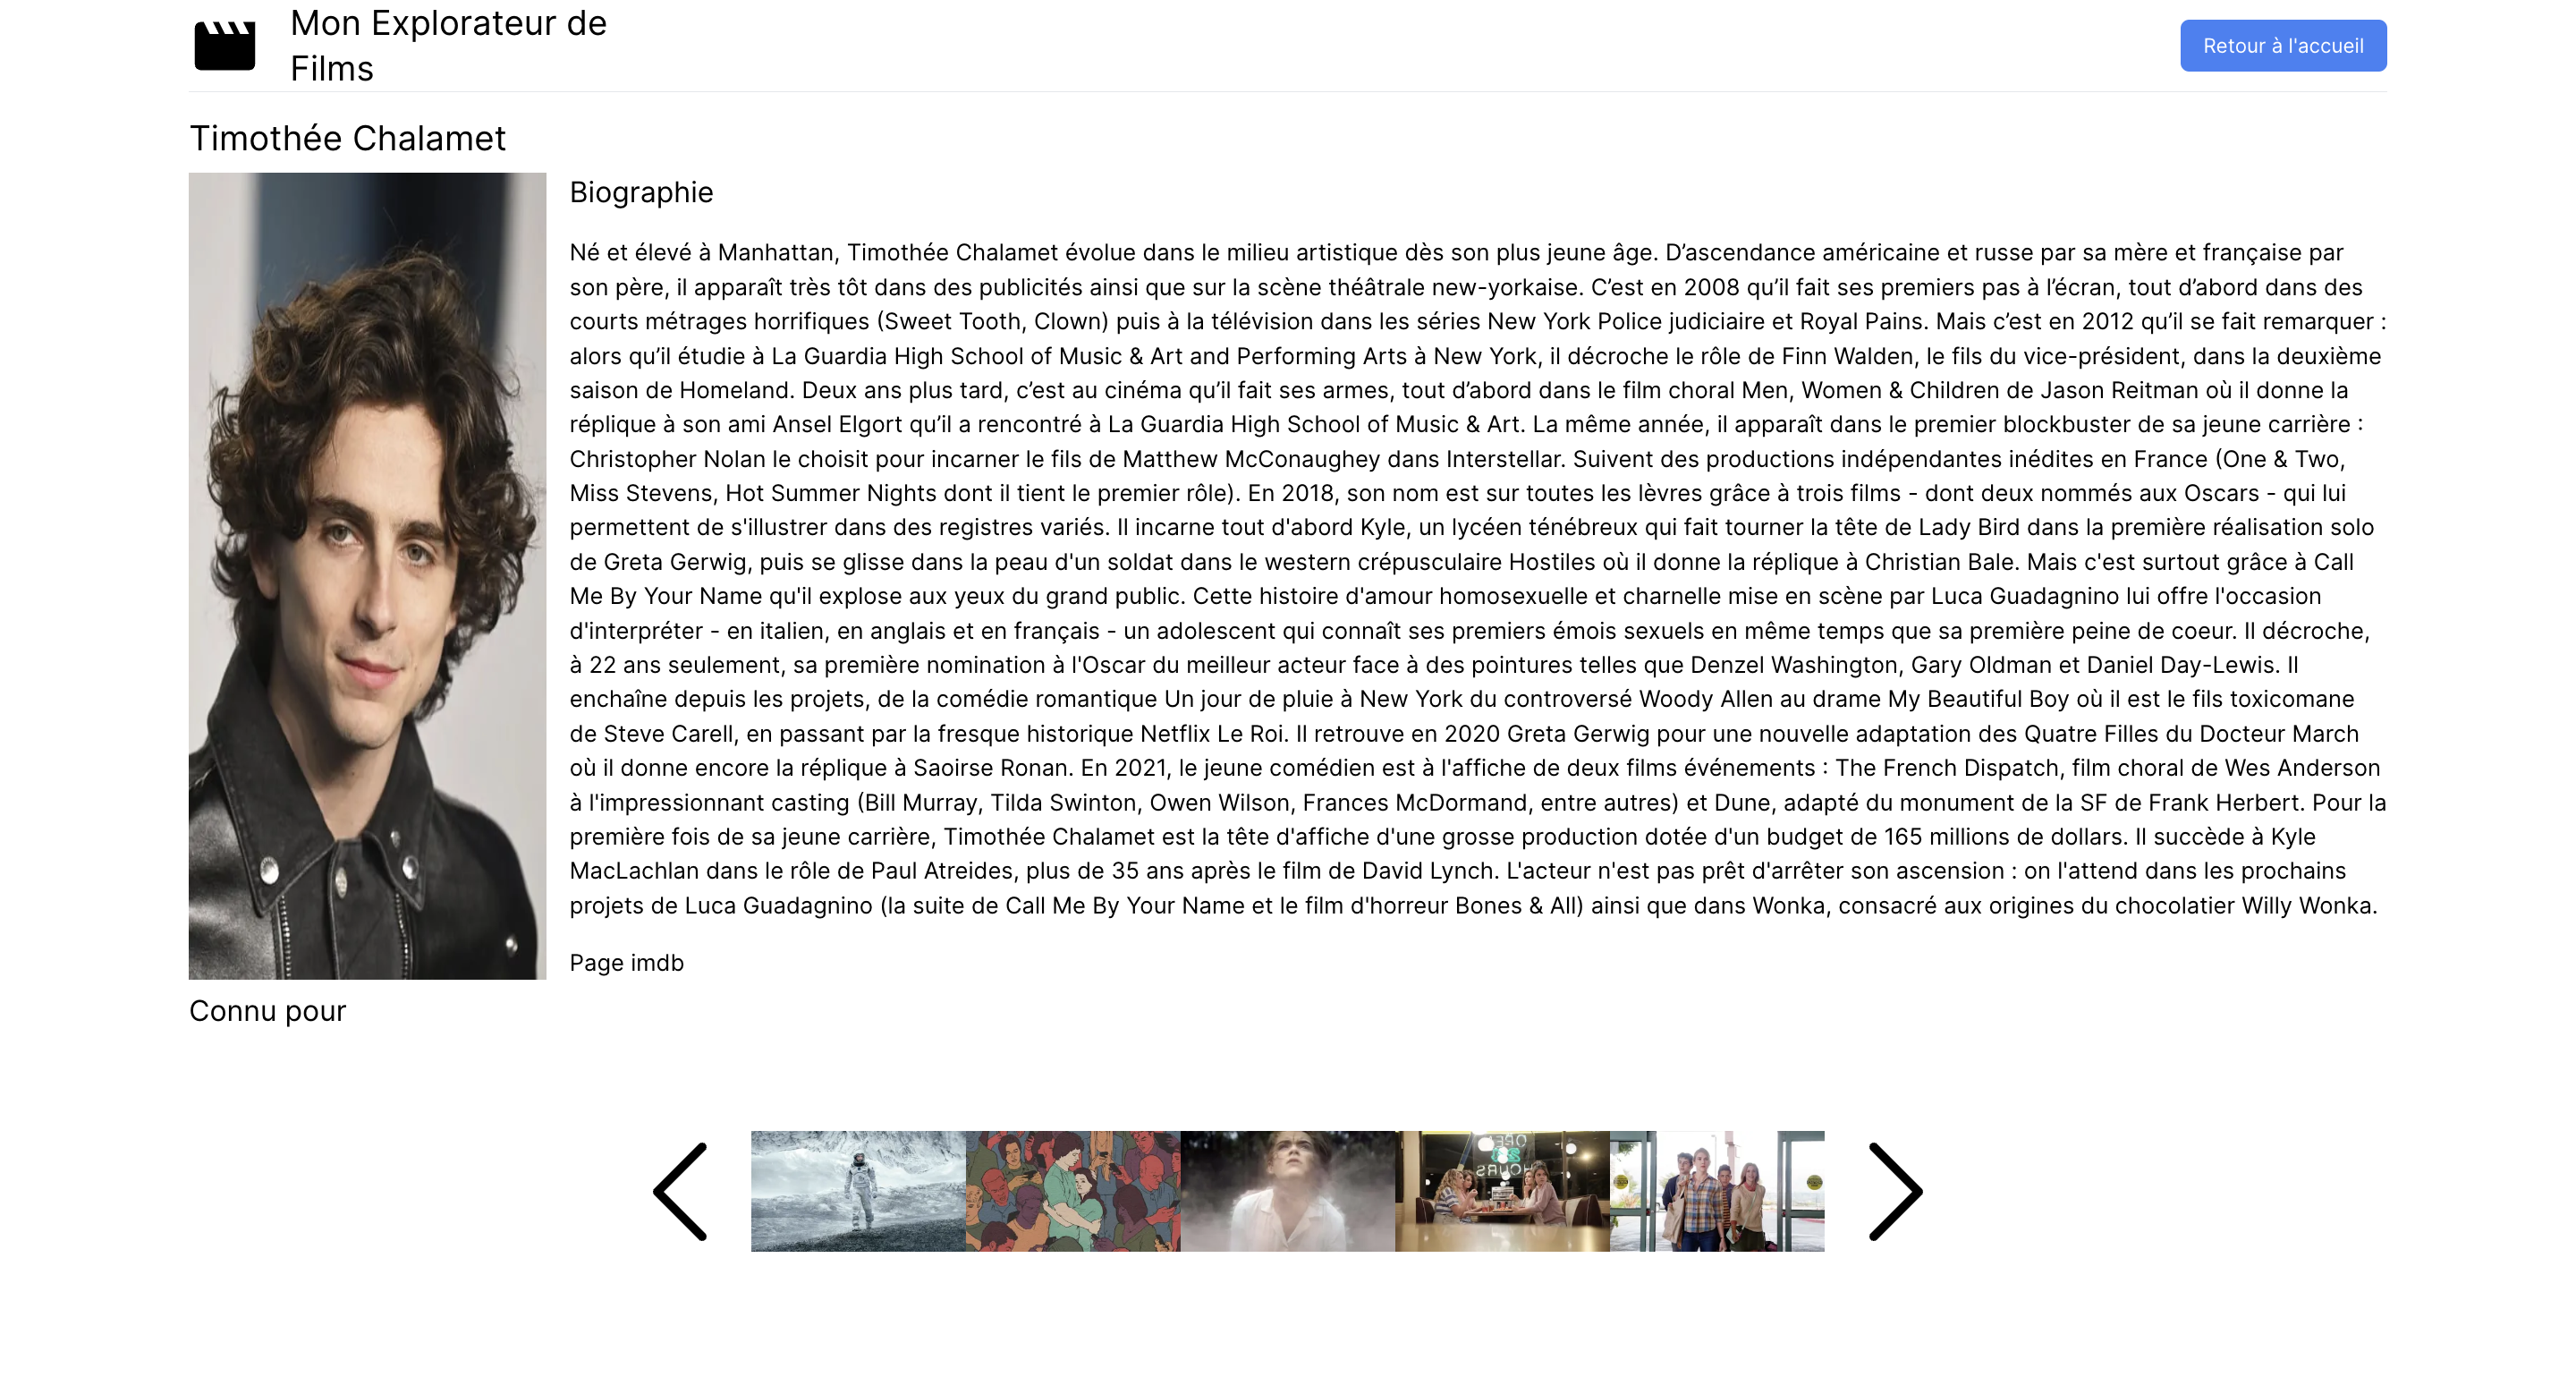 Mon Explorateur de
Films
Retour à l'accueil
Timothée Chalamet
Biographie
Né et élevé à Manhattan, Timothée Chalamet évolue dans le milieu artistique dès son plus jeune âge. D’ascendance américaine et russe par sa mère et française par
son père, il apparaît très tôt dans des publicités ainsi que sur la scène théâtrale new-yorkaise. C’est en 2008 qu’il fait ses premiers pas à l’écran, tout d’abord dans des
courts métrages horrifiques (Sweet Tooth, Clown) puis à la télévision dans les séries New York Police judiciaire et Royal Pains. Mais c’est en 2012 qu’il se fait remarquer :
alors qu’il étudie à La Guardia High School of Music & Art and Performing Arts à New York, il décroche le rôle de Finn Walden, le fils du vice-président, dans la deuxième
saison de Homeland. Deux ans plus tard, c’est au cinéma qu’il fait ses armes, tout d’abord dans le film choral Men, Women & Children de Jason Reitman où il donne la
réplique à son ami Ansel Elgort qu’il a rencontré à La Guardia High School of Music & Art. La même année, il apparaît dans le premier blockbuster de sa jeune carrière :
Christopher Nolan le choisit pour incarner le fils de Matthew McConaughey dans Interstellar. Suivent des productions indépendantes inédites en France (One & Two,
Miss Stevens, Hot Summer Nights dont il tient le premier rôle). En 2018, son nom est sur toutes les lèvres grâce à trois films - dont deux nommés aux Oscars - qui lui
permettent de s'illustrer dans des registres variés. Il incarne tout d'abord Kyle, un lycéen ténébreux qui fait tourner la tête de Lady Bird dans la première réalisation solo
de Greta Gerwig, puis se glisse dans la peau d'un soldat dans le western crépusculaire Hostiles où il donne la réplique à Christian Bale. Mais c'est surtout grâce à Call
Me By Your Name qu'il explose aux yeux du grand public. Cette histoire d'amour homosexuelle et charnelle mise en scène par Luca Guadagnino lui offre l'occasion
d'interpréter - en italien, en anglais et en français - un adolescent qui connaît ses premiers émois sexuels en même temps que sa première peine de coeur. Il décroche,
à 22 ans seulement, sa première nomination à l'Oscar du meilleur acteur face à des pointures telles que Denzel Washington, Gary Oldman et Daniel Day-Lewis. Il
enchaîne depuis les projets, de la comédie romantique Un jour de pluie à New York du controversé Woody Allen au drame My Beautiful Boy où il est le fils toxicomane
de Steve Carell, en passant par la fresque historique Netflix Le Roi. Il retrouve en 2020 Greta Gerwig pour une nouvelle adaptation des Quatre Filles du Docteur March
où il donne encore la réplique à Saoirse Ronan. En 2021, le jeune comédien est à l'affiche de deux films événements : The French Dispatch, film choral de Wes Anderson
à l'impressionnant casting (Bill Murray, Tilda Swinton, Owen Wilson, Frances McDormand, entre autres) et Dune, adapté du monument de la SF de Frank Herbert. Pour la
première fois de sa jeune carrière, Timothée Chalamet est la tête d'affiche d'une grosse production dotée d'un budget de 165 millions de dollars. Il succède à Kyle
MacLachlan dans le rôle de Paul Atreides, plus de 35 ans après le film de David Lynch. L'acteur n'est pas prêt d'arrêter son ascension : on l'attend dans les prochains
projets de Luca Guadagnino (la suite de Call Me By Your Name et le film d'horreur Bones & All) ainsi que dans Wonka, consacré aux origines du chocolatier Willy Wonka.
Page imdb
Connu pour
HOURS